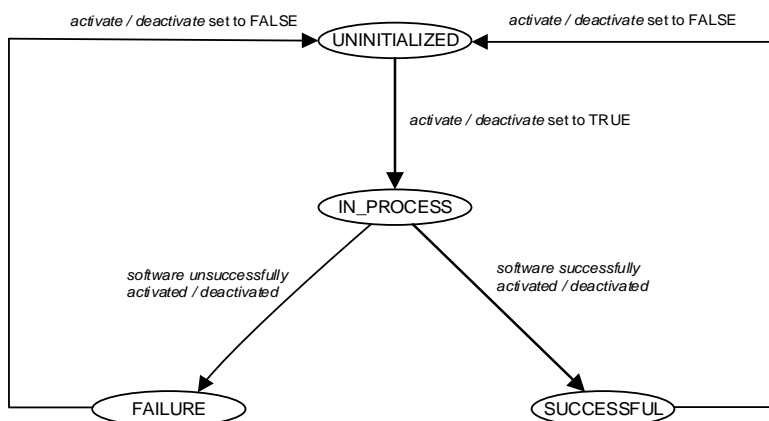 activate / deactivate set to FALSE
activate / deactivate set to FALSE
UNINITIALIZED
activate / deactivate set to TRUE
IN_PROCESS
software unsuccessfully
activated / deactivated
software successfully
activated / deactivated
FAILURE
SUCCESSFUL